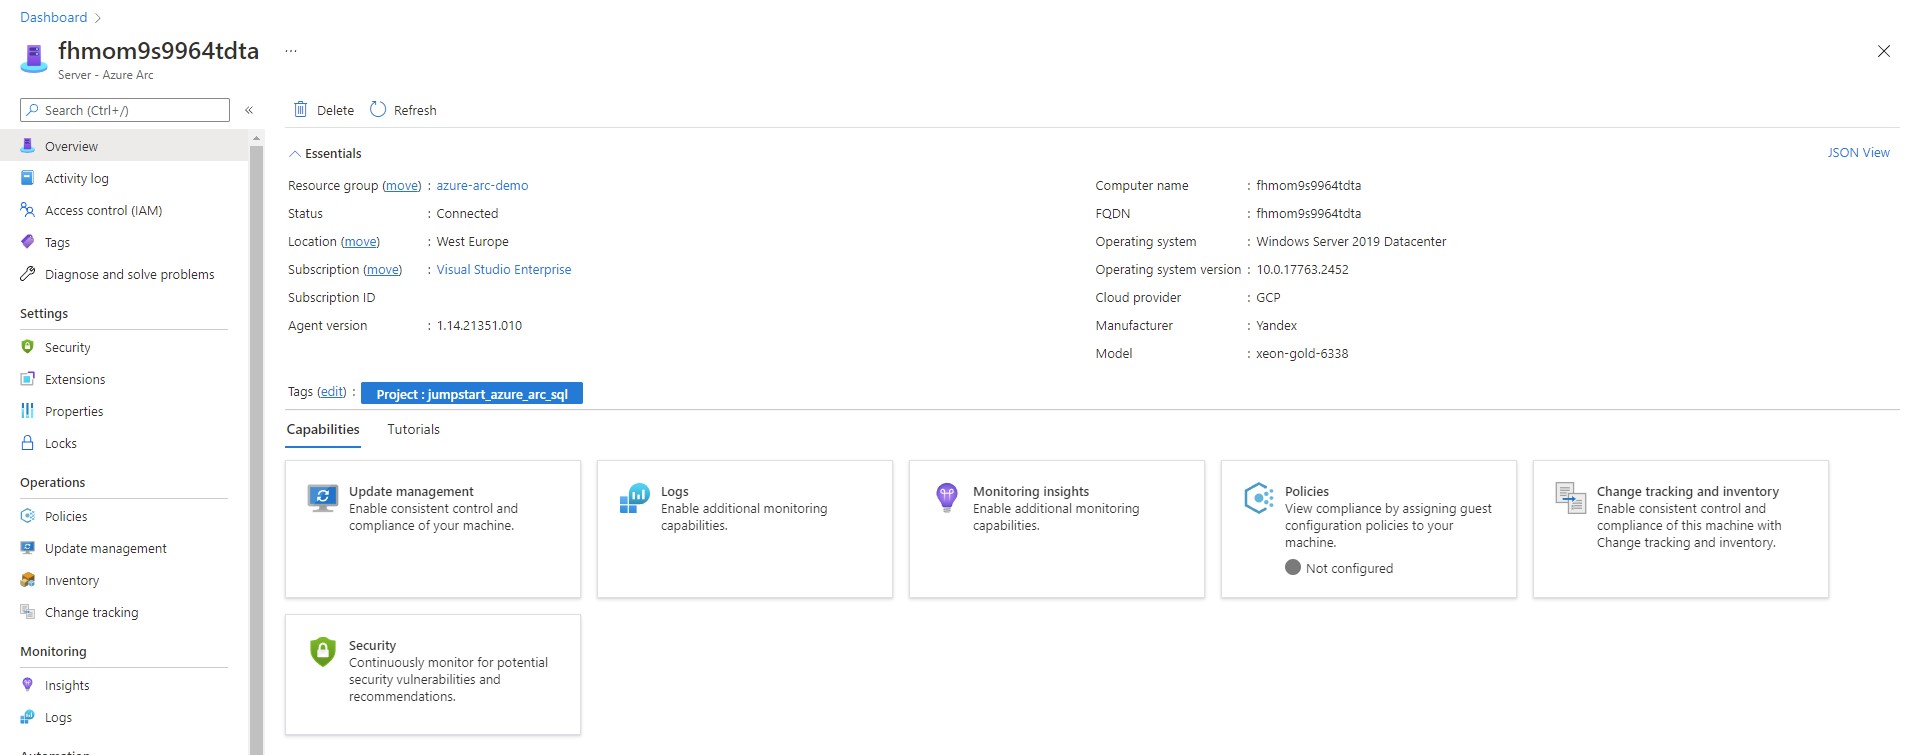 Dashboard
fhmom9s9964tdta
...
Server - Azure Arc
Search (Ctrl+/)
«
Overview
Activity log
Access control (IAM)
Tags
Diagnose and solve problems
Settings
Security
Extensions
Properties
Locks
Operations
Policies
Update management
Inventory
Change tracking
Monitoring
Insights
Logs
Delete
Refresh
Essentials
JSON View
Resource group (move) : azure-arc-demo
Status : Connected
Location (move) : West Europe
Subscription (move) : Visual Studio Enterprise
Subscription ID
Agent version : 1.14.21351.010
Computer name : fhmom9s9964tdta
FQDN : fhmom9s9964tdta
Operating system : Windows Server 2019 Datacenter
Operating system version : 10.0.17763.2452
Cloud provider : GCP
Manufacturer : Yandex
Model : xeon-gold-6338
Tags (edit) : Project : jumpstart_azure_arc_sql
Capabilities
Tutorials
Update management
Enable consistent control and
compliance of your machine.
Logs
Enable additional monitoring
capabilities.
Monitoring insights
Enable additional monitoring
capabilities.
Policies
View compliance by assigning guest
configuration policies to your
machine.
Not configured
Change tracking and inventory
Enable consistent control and
compliance of this machine with
Change tracking and inventory.
Security
Continuously monitor for potential
security vulnerabilities and
recommendations.